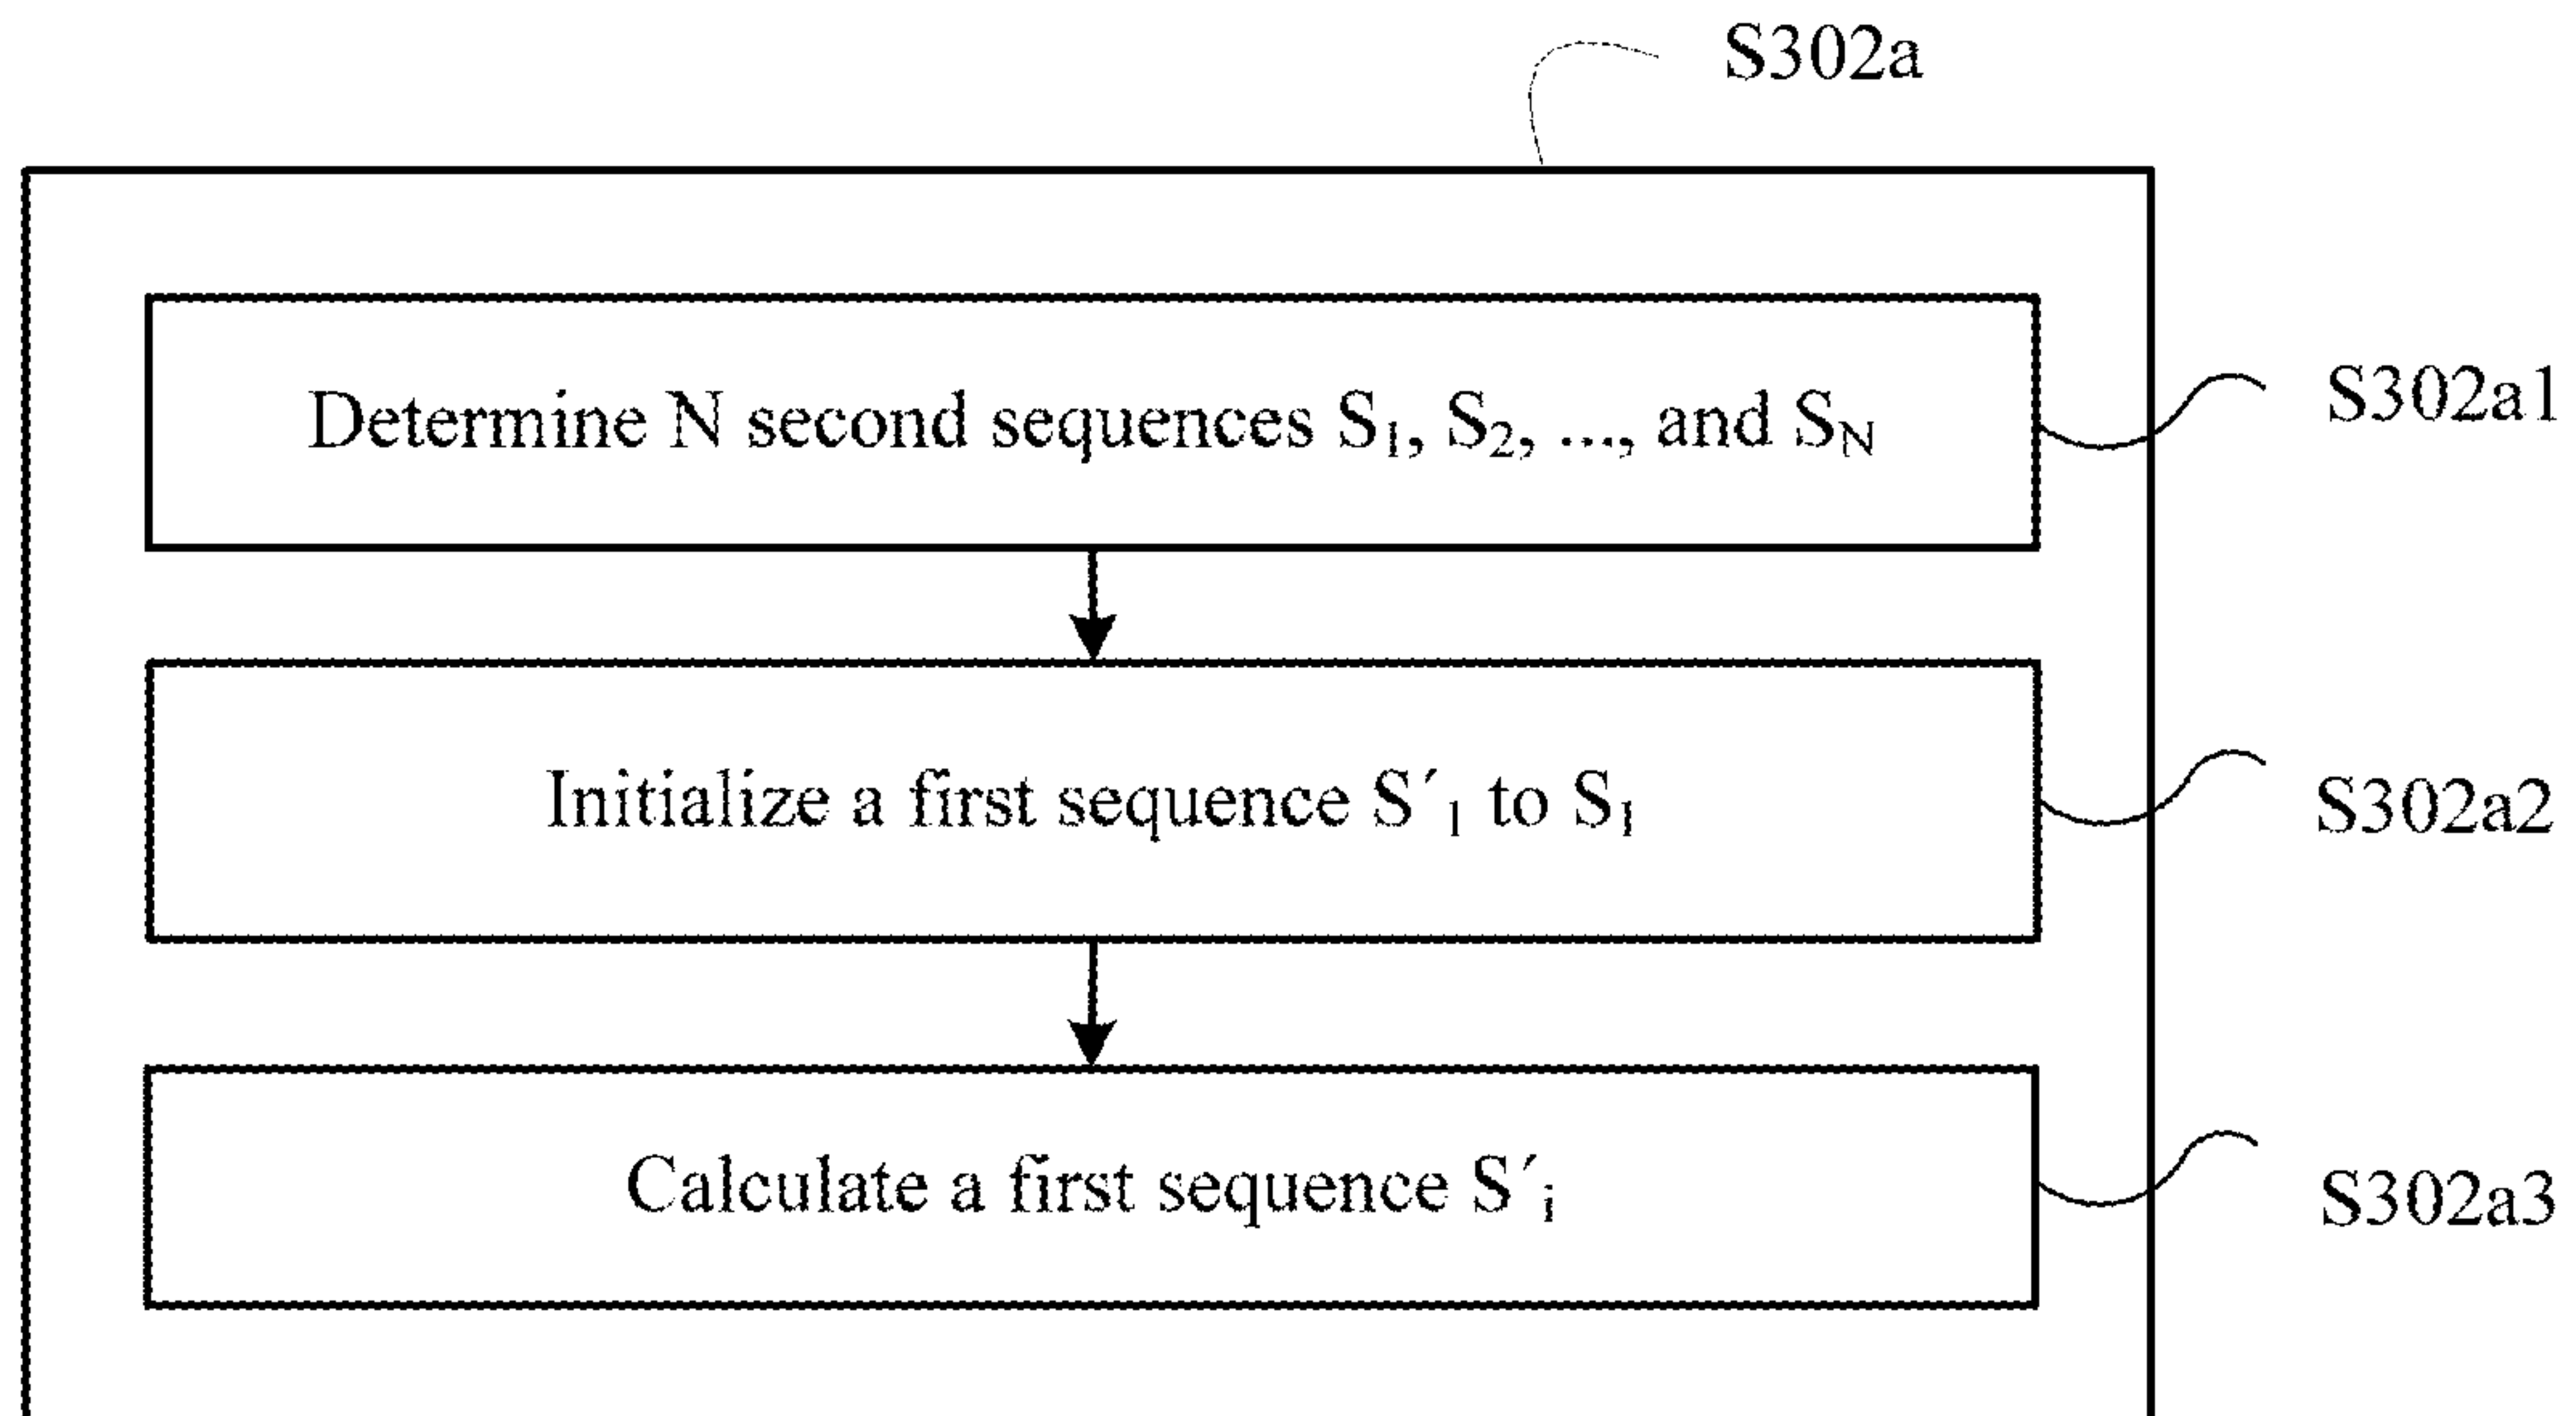 S302a
Determine N second sequences S₁, S₂, ..., and S_N
S302a1
Initialize a first sequence S´₁ to S₁
S302a2
Calculate a first sequence S´ᵢ
S302a3